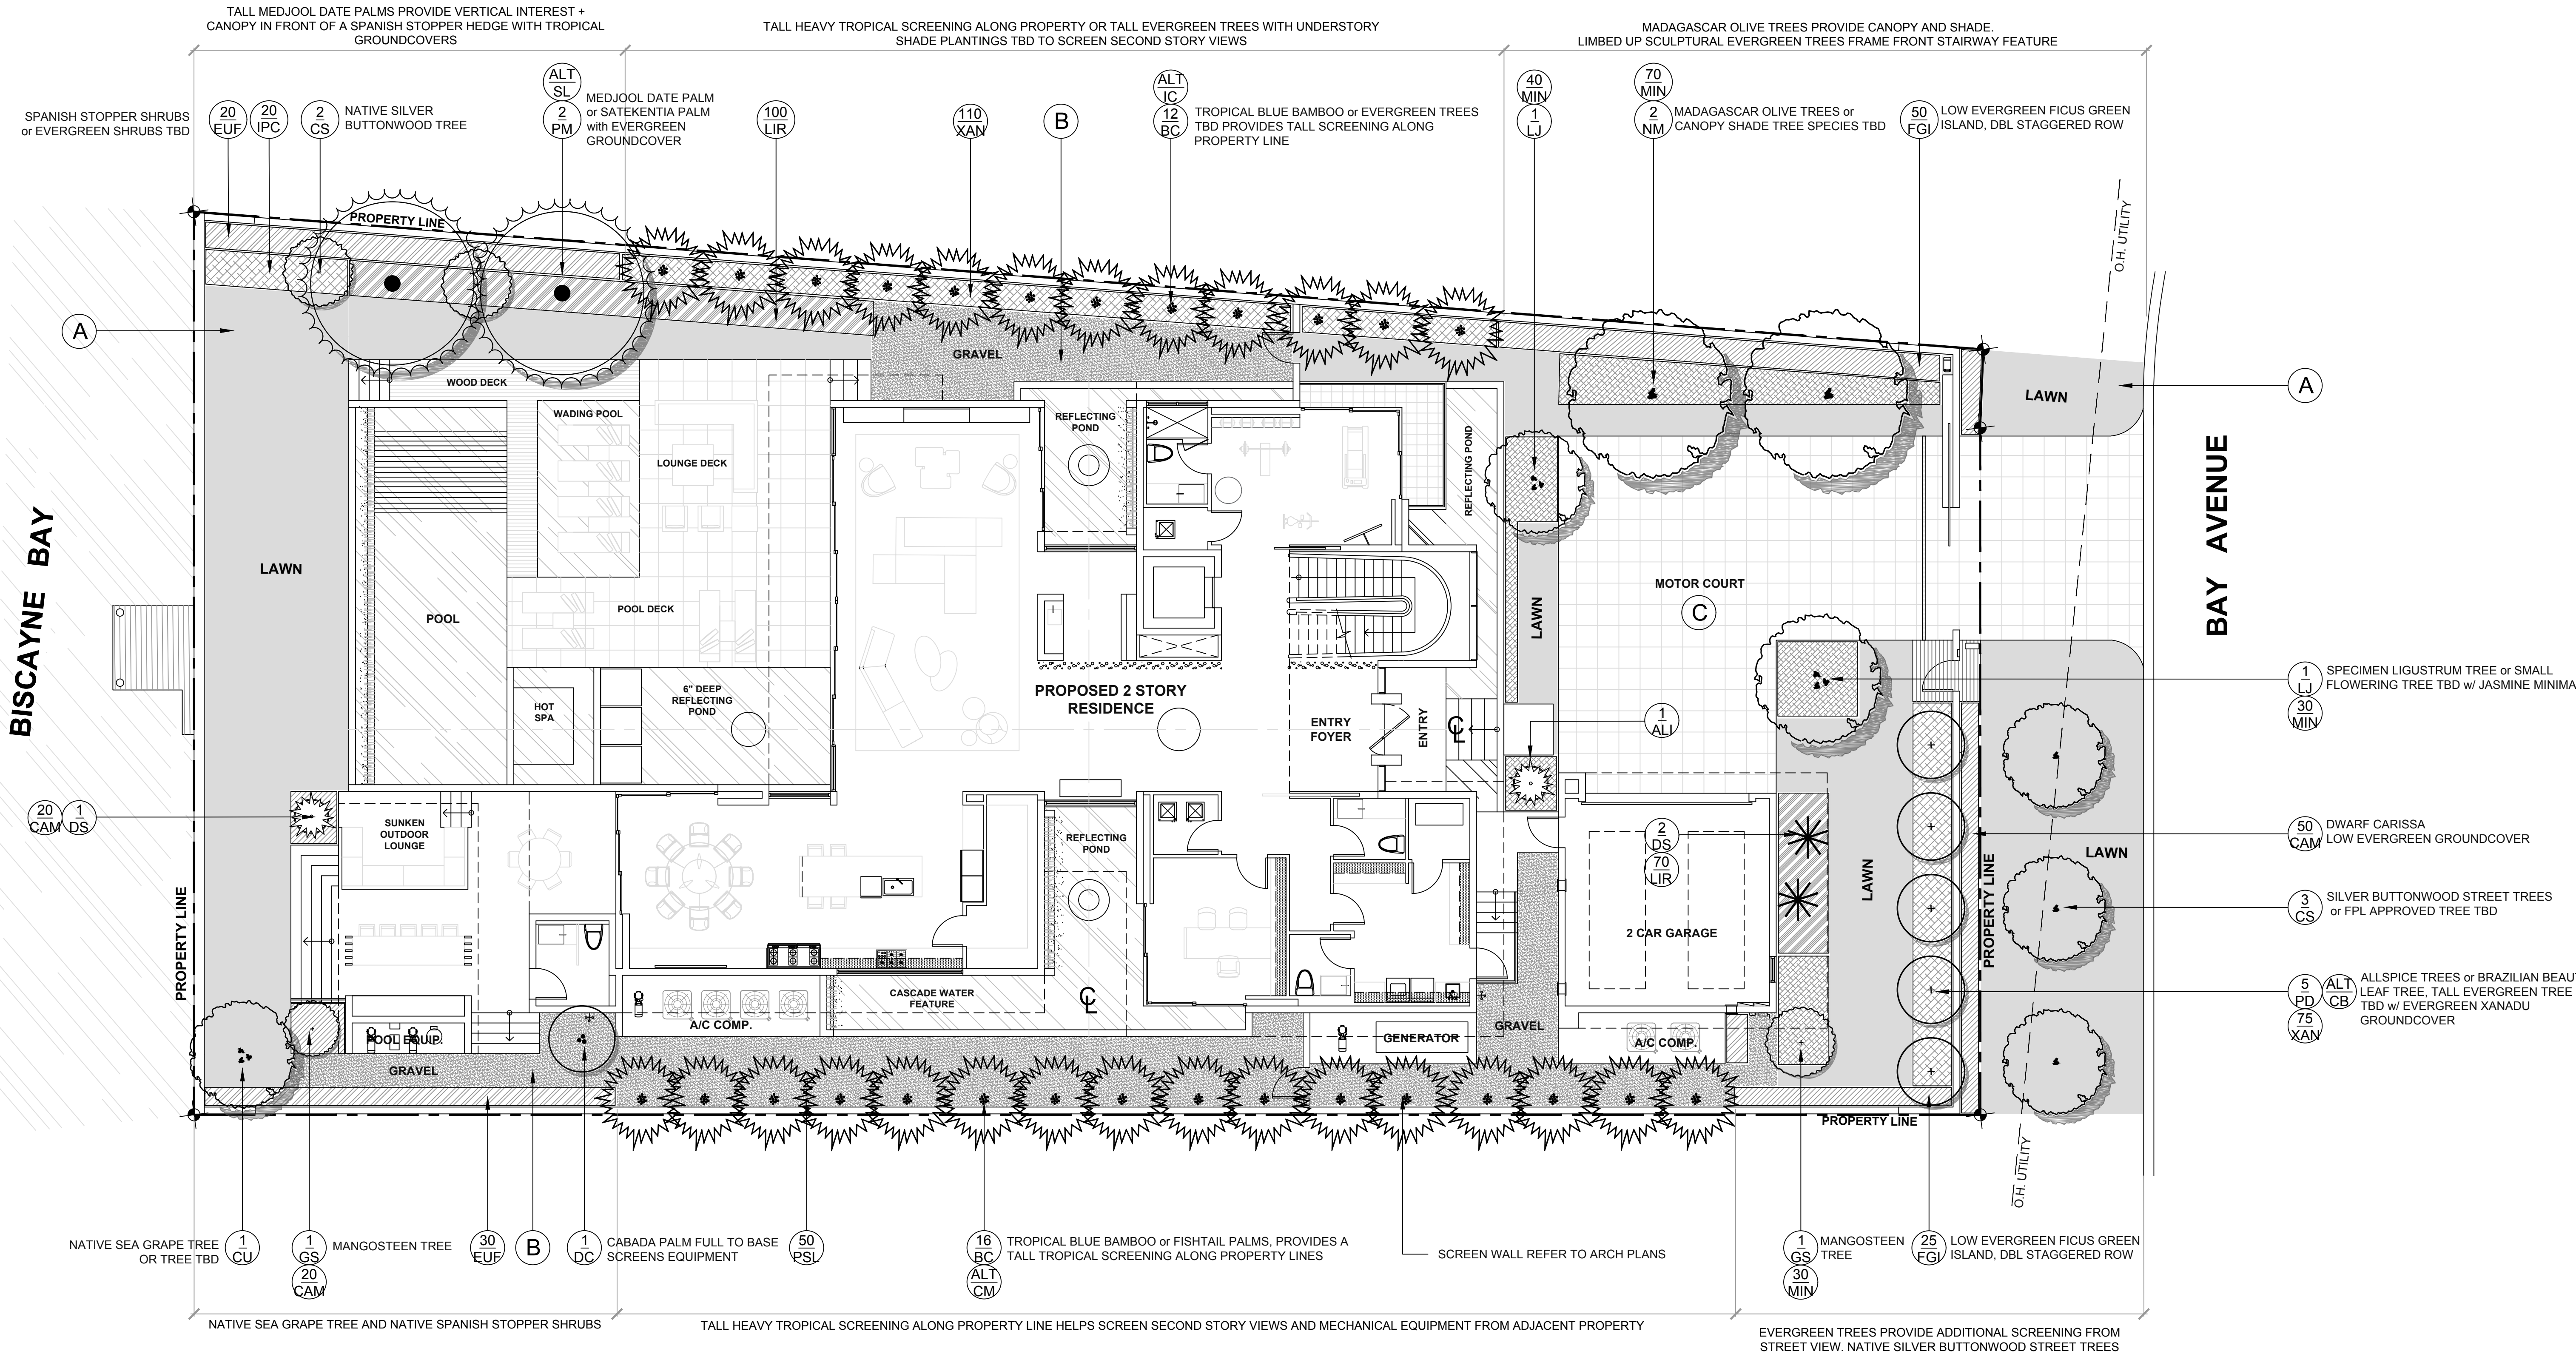 TALL MEDJOOL DATE PALMS PROVIDE VERTICAL INTEREST +
CANOPY IN FRONT OF A SPANISH STOPPER HEDGE WITH TROPICAL
GROUNDCOVERS
TALL HEAVY TROPICAL SCREENING ALONG PROPERTY OR TALL EVERGREEN TREES WITH UNDERSTORY
SHADE PLANTINGS TBD TO SCREEN SECOND STORY VIEWS
MADAGASCAR OLIVE TREES PROVIDE CANOPY AND SHADE.
LIMBED UP SCULPTURAL EVERGREEN TREES FRAME FRONT STAIRWAY FEATURE
SPANISH STOPPER SHRUBS
or EVERGREEN SHRUBS TBD
20
EUF
20
IPC
2
CS
NATIVE SILVER
BUTTONWOOD TREE
ALT
SL
2
PM
MEDJOOL DATE PALM
or SATEKENTIA PALM
with EVERGREEN
GROUNDCOVER
100
LIR
110
XAN
B
ALT
IC
12
BC
TROPICAL BLUE BAMBOO or EVERGREEN TREES
TBD PROVIDES TALL SCREENING ALONG
PROPERTY LINE
40
MIN
1
LJ
70
MIN
2
NM
MADAGASCAR OLIVE TREES or
CANOPY SHADE TREE SPECIES TBD
50
FGI
LOW EVERGREEN FICUS GREEN
ISLAND, DBL STAGGERED ROW
O.H. UTILITY
PROPERTY LINE
A
GRAVEL
WOOD DECK
WADING POOL
LOUNGE DECK
REFLECTING
POND
REFLECTING POND
LAWN
A
BISCAYNE BAY
BAY AVENUE
LAWN
POOL
POOL DECK
MOTOR COURT
C
LAWN
HOT
SPA
6" DEEP
REFLECTING
POND
PROPOSED 2 STORY
RESIDENCE
ENTRY
FOYER
ENTRY
CL
1
ALI
1
LJ
30
MIN
SPECIMEN LIGUSTRUM TREE or SMALL
FLOWERING TREE TBD w/ JASMINE MINIMA
20
CAM
1
DS
SUNKEN
OUTDOOR
LOUNGE
REFLECTING
POND
2
DS
70
LIR
LAWN
LAWN
50
CAM
DWARF CARISSA
LOW EVERGREEN GROUNDCOVER
PROPERTY LINE
PROPERTY LINE
2 CAR GARAGE
3
CS
SILVER BUTTONWOOD STREET TREES
or FPL APPROVED TREE TBD
CASCADE WATER
FEATURE
CL
5
PD
ALT
CB
75
XAN
ALLSPICE TREES or BRAZILIAN BEAU
LEAF TREE, TALL EVERGREEN TREE
TBD w/ EVERGREEN XANADU
GROUNDCOVER
A/C COMP.
POOL EQUIP.
GENERATOR
GRAVEL
A/C COMP.
GRAVEL
PROPERTY LINE
O.H. UTILITY
NATIVE SEA GRAPE TREE
OR TREE TBD
1
CU
1
GS
20
CAM
MANGOSTEEN TREE
30
EUF
B
1
DC
CABADA PALM FULL TO BASE
SCREENS EQUIPMENT
50
PSL
16
BC
ALT
CM
TROPICAL BLUE BAMBOO or FISHTAIL PALMS, PROVIDES A
TALL TROPICAL SCREENING ALONG PROPERTY LINES
SCREEN WALL REFER TO ARCH PLANS
1
GS
30
MIN
MANGOSTEEN
TREE
25
FGI
LOW EVERGREEN FICUS GREEN
ISLAND, DBL STAGGERED ROW
NATIVE SEA GRAPE TREE AND NATIVE SPANISH STOPPER SHRUBS
TALL HEAVY TROPICAL SCREENING ALONG PROPERTY LINE HELPS SCREEN SECOND STORY VIEWS AND MECHANICAL EQUIPMENT FROM ADJACENT PROPERTY
EVERGREEN TREES PROVIDE ADDITIONAL SCREENING FROM
STREET VIEW. NATIVE SILVER BUTTONWOOD STREET TREES